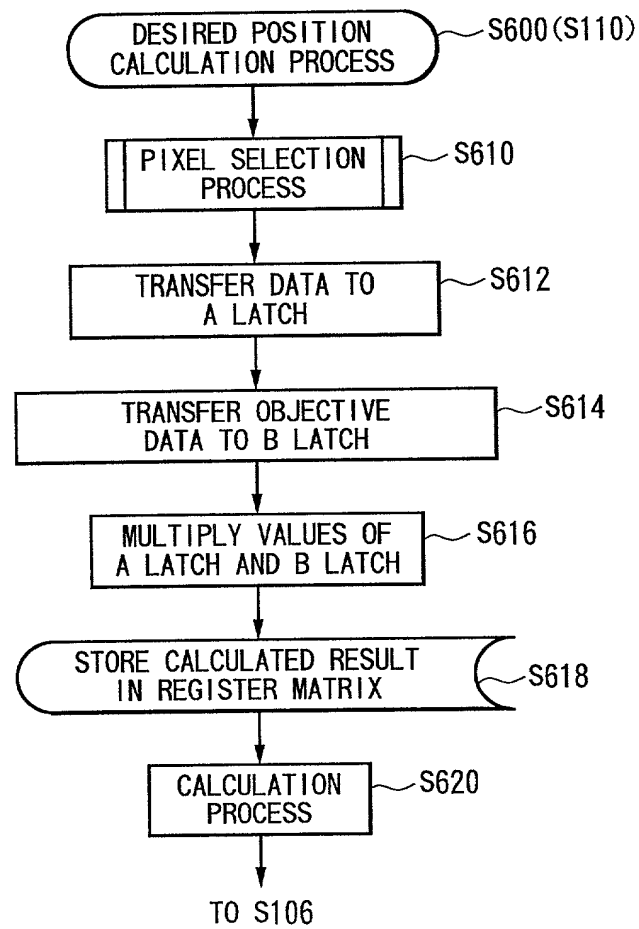 DESIRED POSITION
CALCULATION PROCESS
S600(S110)
PIXEL SELECTION
PROCESS
S610
TRANSFER DATA TO
A LATCH
S612
TRANSFER OBJECTIVE
DATA TO B LATCH
S614
MULTIPLY VALUES OF
A LATCH AND B LATCH
S616
STORE CALCULATED RESULT
IN REGISTER MATRIX
S618
CALCULATION
PROCESS
S620
TO S106